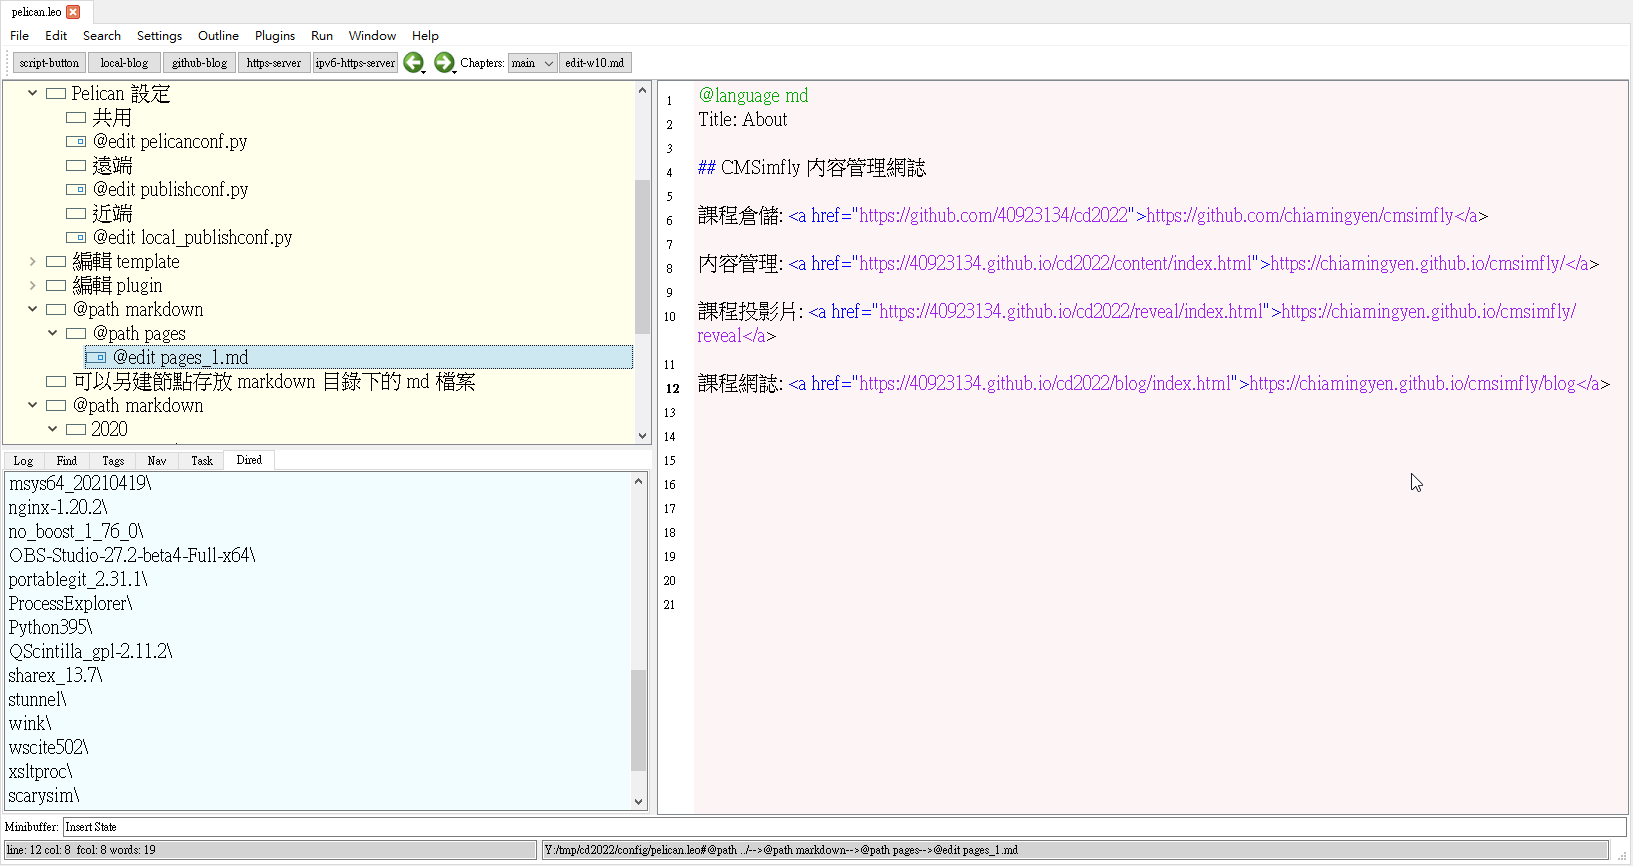 pelican.leo
File Edit Search Settings Outline Plugins Run Window Help
script-button local-blog github-blog https-server ipv6-https-server Chapters: main edit-w10.md
Pelican 設定
共用
@edit pelicanconf.py
遠端
@edit publishconf.py
近端
@edit local_publishconf.py
編輯 template
編輯 plugin
@path markdown
@path pages
@edit pages_1.md
可以另建節點存放 markdown 目錄下的 md 檔案
@path markdown
2020
Log Find Tags Nav Task Dired
msys64_20210419\
nginx-1.20.2\
no_boost_1_76_0\
OBS-Studio-27.2-beta4-Full-x64\
portablegit_2.31.1\
ProcessExplorer\
Python395\
QScintilla_gpl-2.11.2\
sharex_13.7\
stunnel\
wink\
wscite502\
xsltproc\
scarysim\
1 @language md
2 Title: About
3
4 ## CMSimfly 內容管理網誌
5
6 課程倉儲: <a href="https://github.com/40923134/cd2022">https://github.com/chiamingyen/cmsimfly</a>
7
8 內容管理: <a href="https://40923134.github.io/cd2022/content/index.html">https://chiamingyen.github.io/cmsimfly/</a>
9
10 課程投影片: <a href="https://40923134.github.io/cd2022/reveal/index.html">https://chiamingyen.github.io/cmsimfly/
reveal</a>
11
12 課程網誌: <a href="https://40923134.github.io/cd2022/blog/index.html">https://chiamingyen.github.io/cmsimfly/blog</a>
13
14
15
16
17
18
19
20
21
Minibuffer: Insert State
line: 12 col: 8 fcol: 8 words: 19 Y:/tmp/cd2022/config/pelican.leo#@path ../-->@path markdown-->@path pages-->@edit pages_1.md